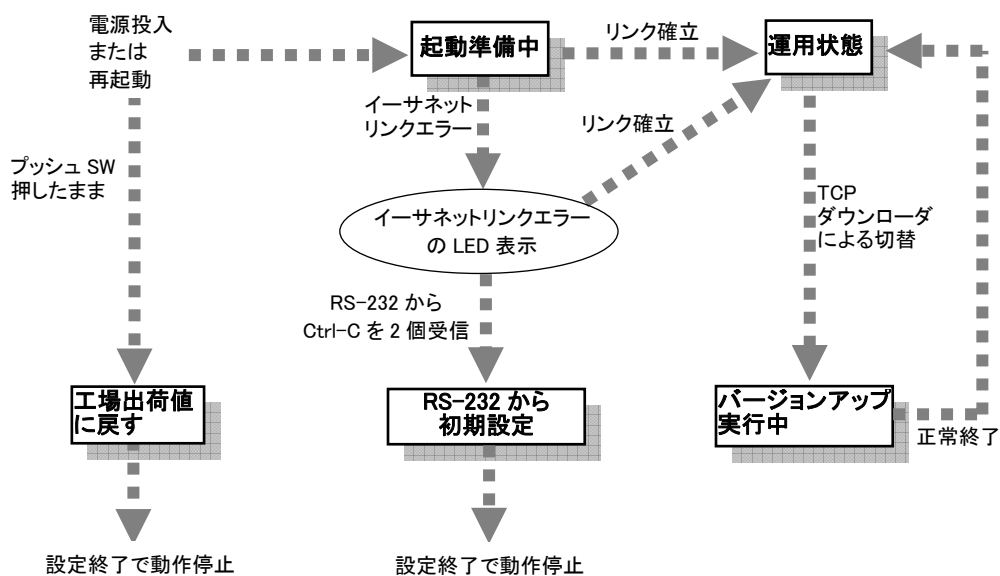 電源投入
または
再起動
起動準備中
リンク確立
運用状態
イーサネット
リンクエラー
リンク確立
プッシュ SW
押したまま
イーサネットリンクエラー
の LED 表示
TCP
ダウンローダ
による切替
RS-232 から
Ctrl-C を 2 個受信
工場出荷値
に戻す
RS-232 から
初期設定
バージョンアップ
実行中
正常終了
設定終了で動作停止
設定終了で動作停止